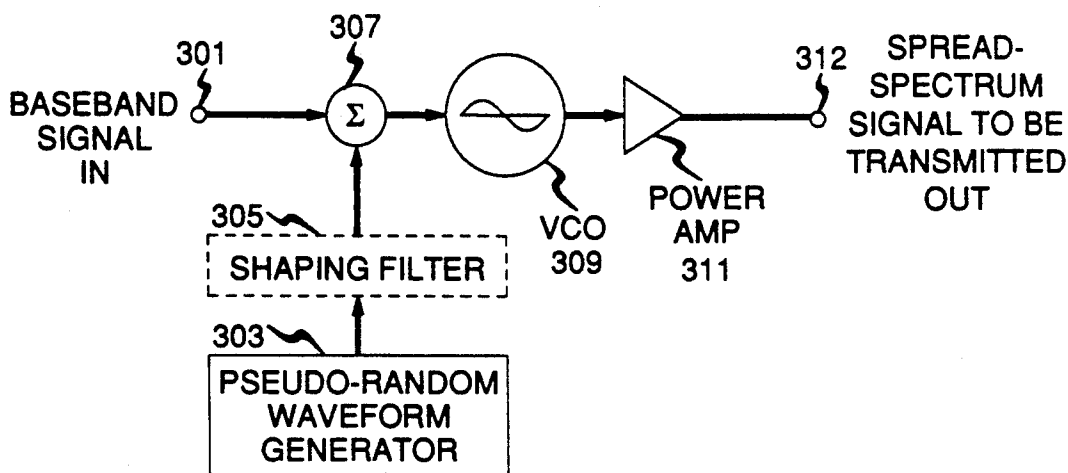 301
BASEBAND
SIGNAL
IN
307
Σ
VCO
309
POWER
AMP
311
312
SPREAD-
SPECTRUM
SIGNAL TO BE
TRANSMITTED
OUT
305
SHAPING FILTER
303
PSEUDO-RANDOM
WAVEFORM
GENERATOR